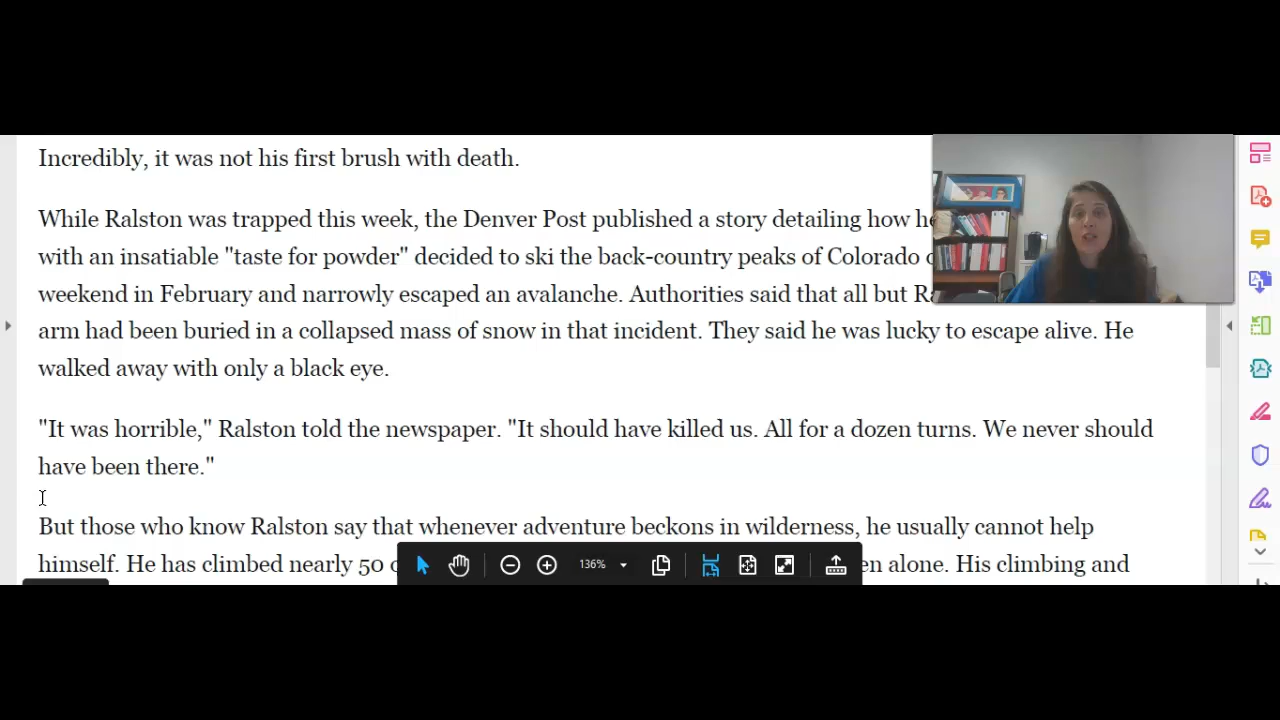 Incredibly, it was not his first brush with death.
While Ralston was trapped this week, the Denver Post published a story detailing how he
with an insatiable "taste for powder" decided to ski the back-country peaks of Colorado
weekend in February and narrowly escaped an avalanche. Authorities said that all but
arm had been buried in a collapsed mass of snow in that incident. They said he was lucky to escape alive. He
walked away with only a black eye.
"It was horrible," Ralston told the newspaper. "It should have killed us. All for a dozen turns. We never should
have been there."
But those who know Ralston say that whenever adventure beckons in wilderness, he usually cannot help
himself. He has climbed nearly 50 alone. His climbing and
136%